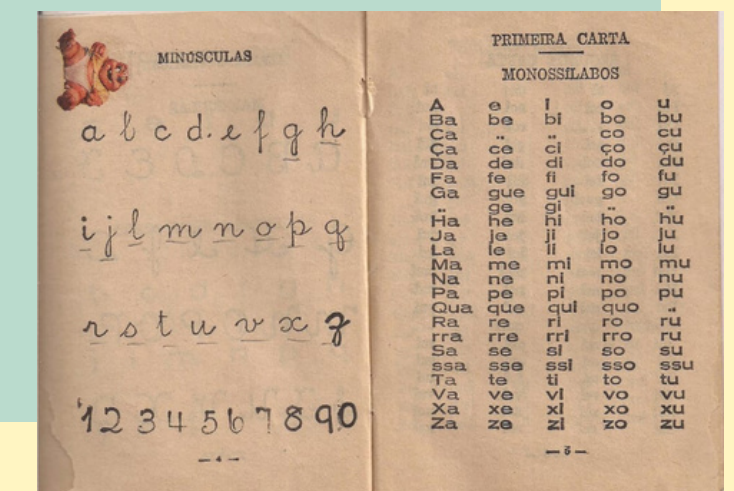 MINÚSCULAS
a b c d e f g h
i j l m n o p q
r s t u v x z
1 2 3 4 5 6 7 8 9 0
— 4 —
PRIMEIRA CARTA
MONOSSÍLABOS
A e i o u
Ba be bi bo bu
Ca .. .. co cu
Ça ce ci ço çu
Da de di do du
Fa fe fi fo fu
Ga gue gui go gu
.. ge gi .. ..
Ha he hi ho hu
Ja je ji jo ju
La le li lo lu
Ma me mi mo mu
Na ne ni no nu
Pa pe pi po pu
Qua que qui quo ..
Ra re ri ro ru
rra rre rri rro ru
Sa se si so su
ssa sse ssi sso ssu
Ta te ti to tu
Va ve vi vo vu
Xa xe xi xo xu
Za ze zi zo zu
— 5 —